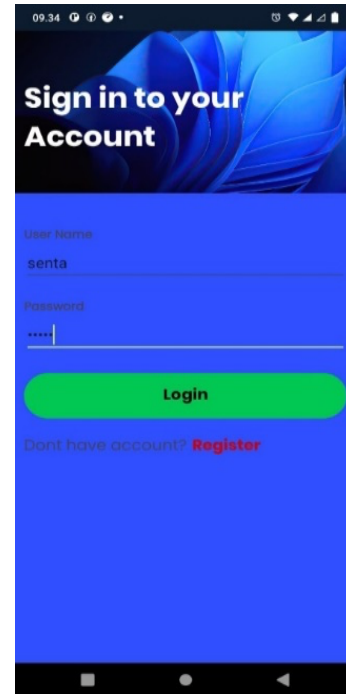 09.34
Sign in to your
Account
User Name
senta
Password
•••••
Login
Dont have account? Register